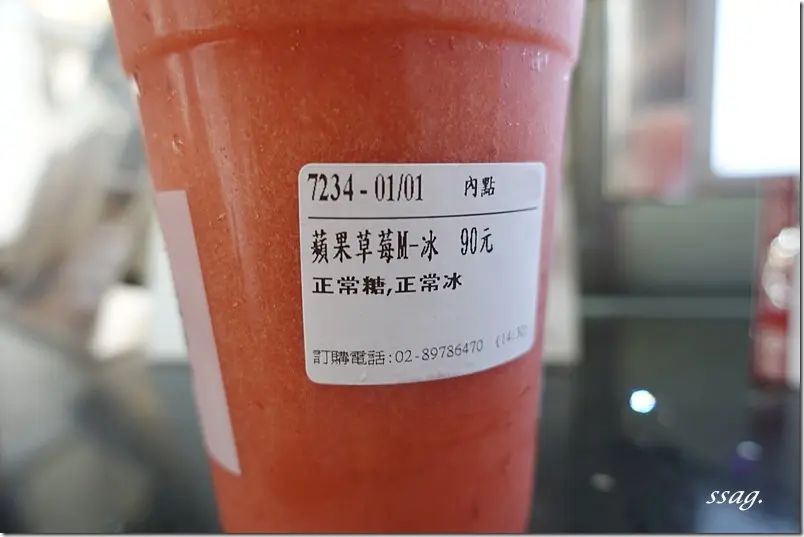 7234-01/01 內點
蘋果草莓M-冰 90元
正常糖,正常冰
訂購電話:02-89786470 (14:30)
ssag.